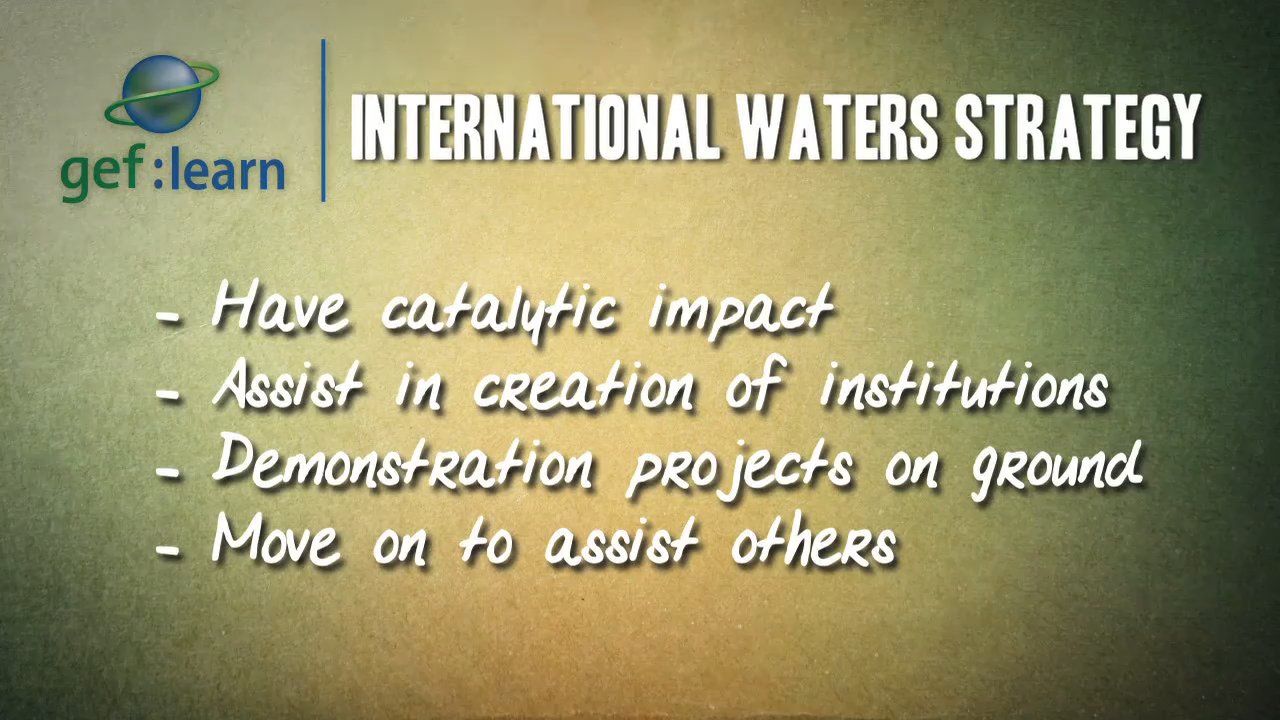 gef:learn
INTERNATIONAL WATERS STRATEGY
- Have catalytic impact
- Assist in creation of institutions
- Demonstration projects on ground
- Move on to assist others